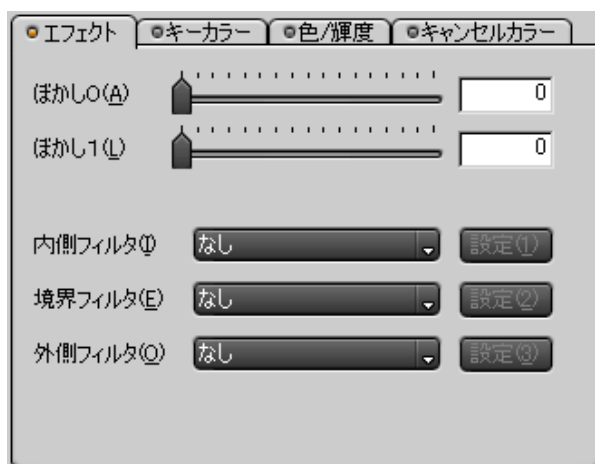 エフェクト キーカラー 色/輝度 キャンセルカラー
ぼかし0(A) 0
ぼかし1(L) 0
内側フィルタ(I) なし 設定(1)
境界フィルタ(E) なし 設定(2)
外側フィルタ(O) なし 設定(3)